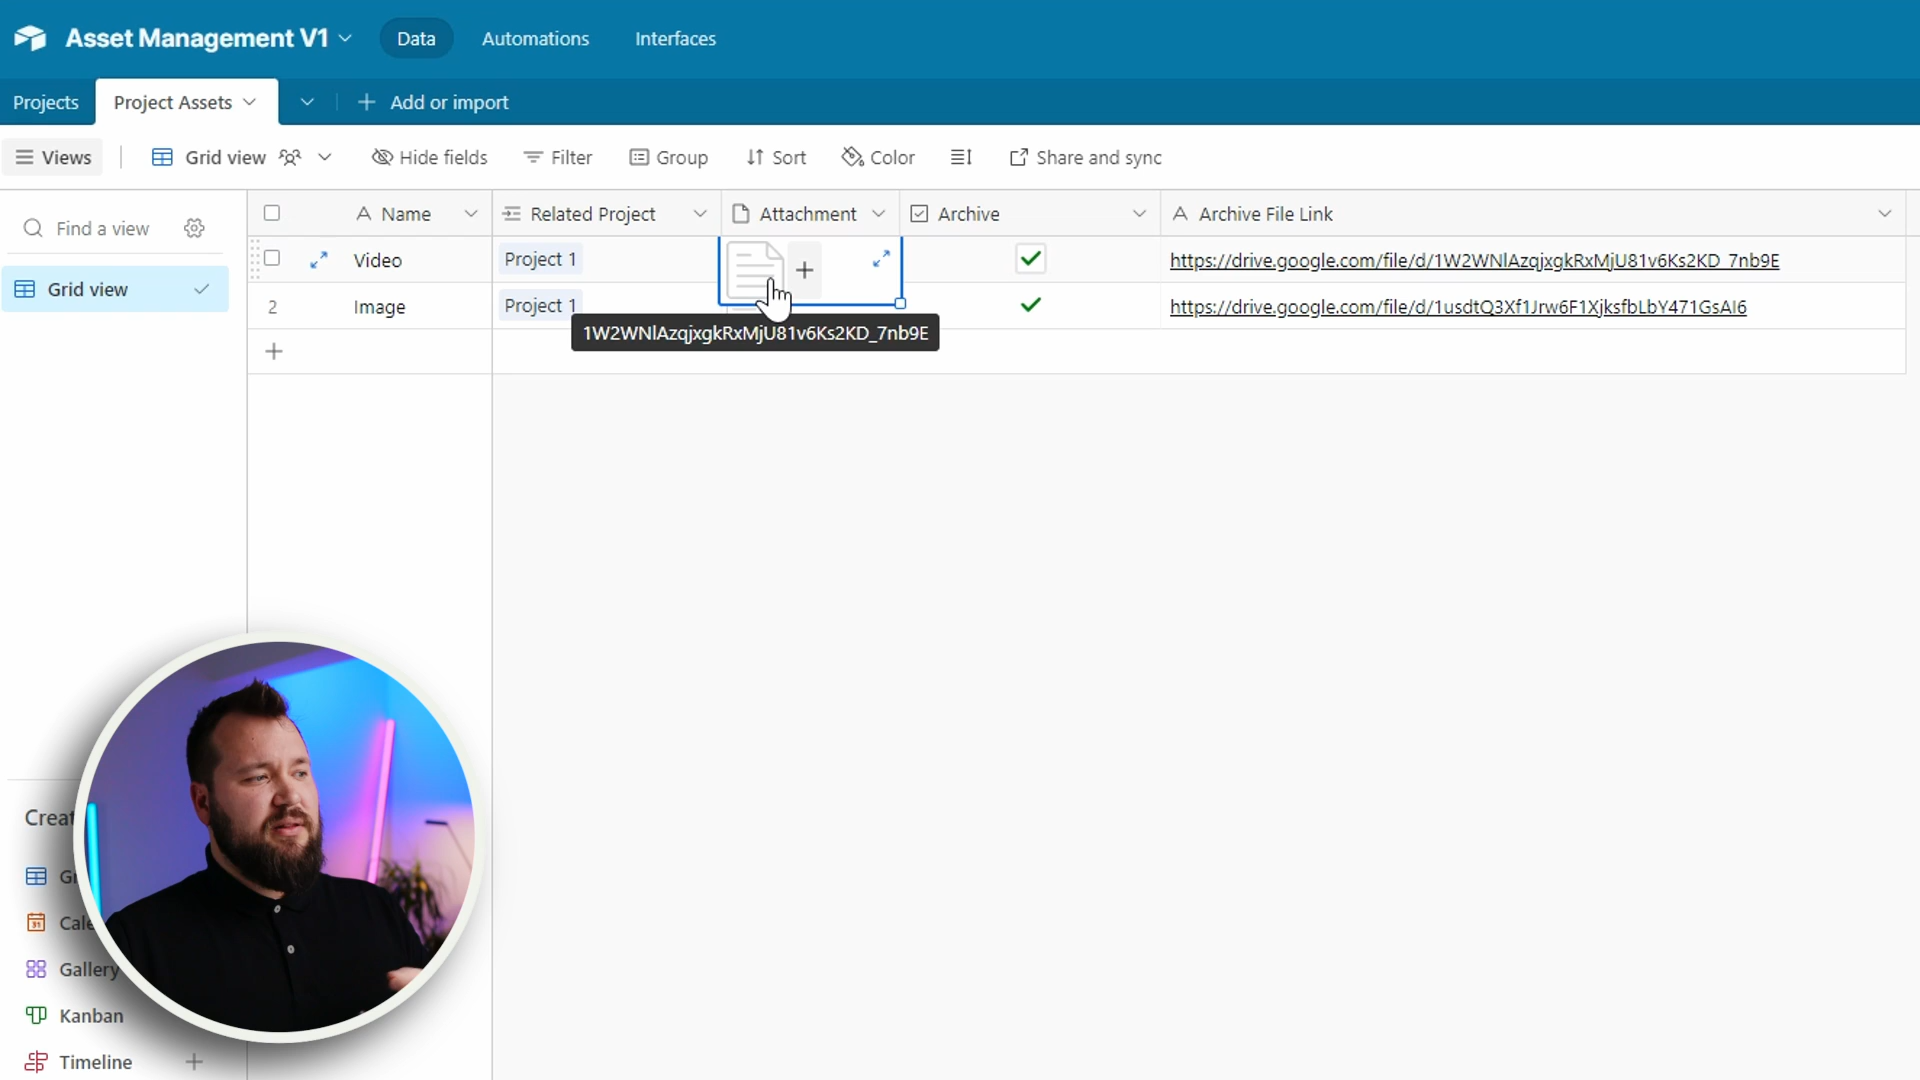 Asset Management V1
Data
Automations
Interfaces
Projects
Project Assets
Add or import
Views
Grid view
Hide fields
Filter
Group
Sort
Color
Share and sync
Find a view
Name
Related Project
Attachment
Archive
Archive File Link
Grid view
Video
Project 1
https://drive.google.com/file/d/1W2WNlAzqjxgkRxMjU81v6Ks2KD_7nb9E
2
Image
Project 1
https://drive.google.com/file/d/1usdtQ3Xf1Jrw6F1XjksfbLbY471GsAI6
1W2WNlAzqjxgkRxMjU81v6Ks2KD_7nb9E
Gallery
Kanban
Timeline